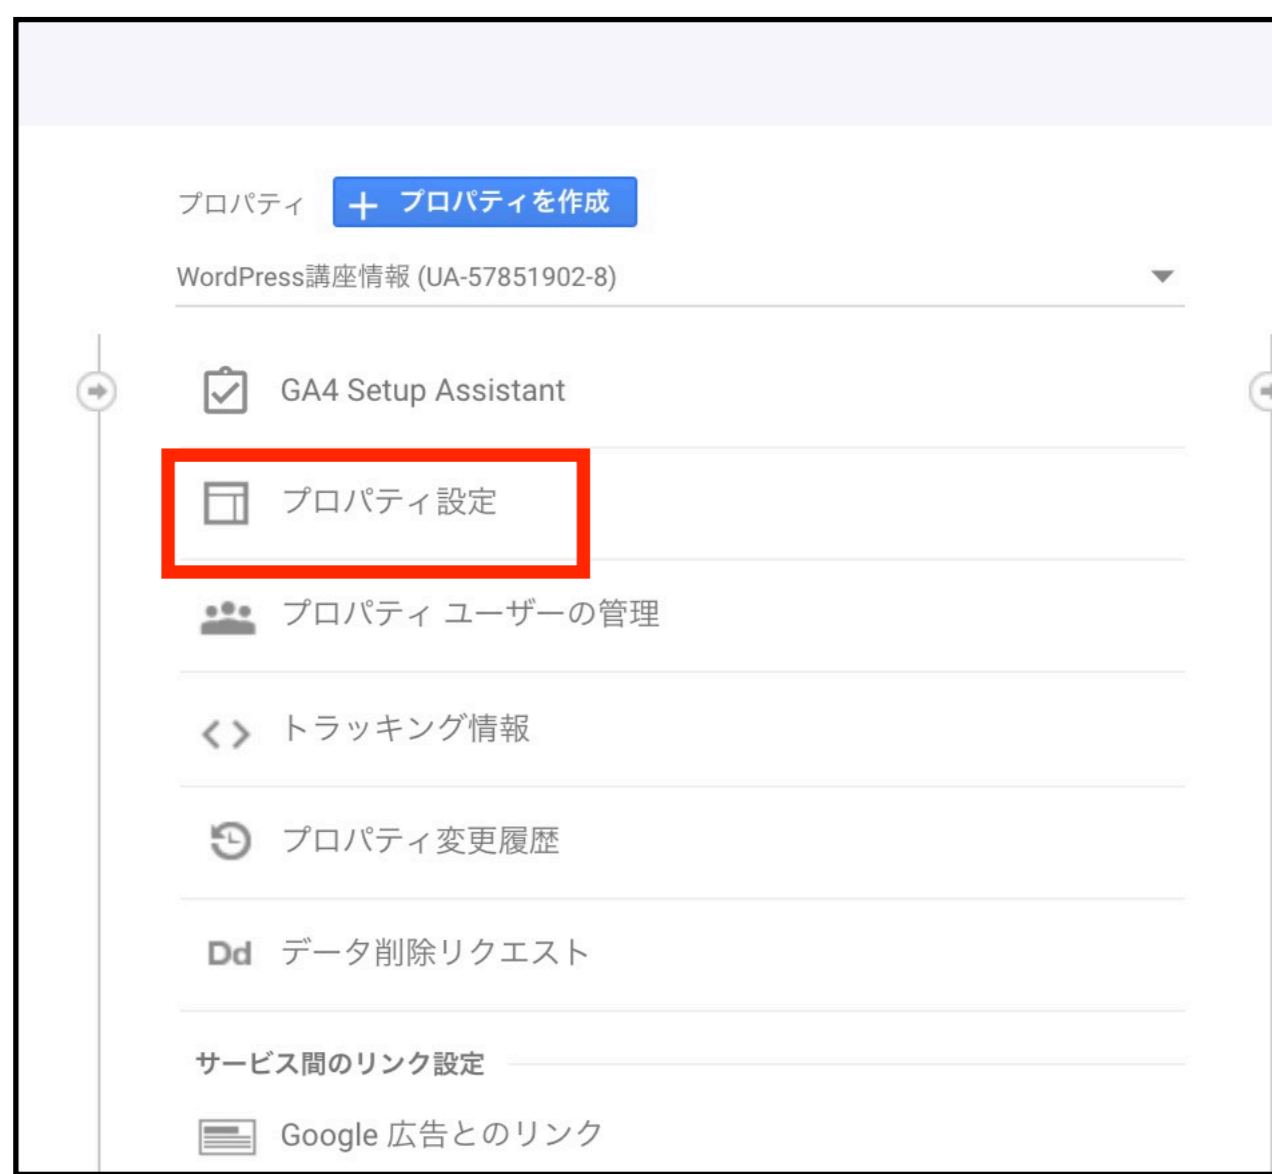 プロパティ
＋ プロパティを作成
WordPress講座情報 (UA-57851902-8)
GA4 Setup Assistant
プロパティ設定
プロパティ ユーザーの管理
トラッキング情報
プロパティ変更履歴
Dd データ削除リクエスト
サービス間のリンク設定
Google 広告とのリンク